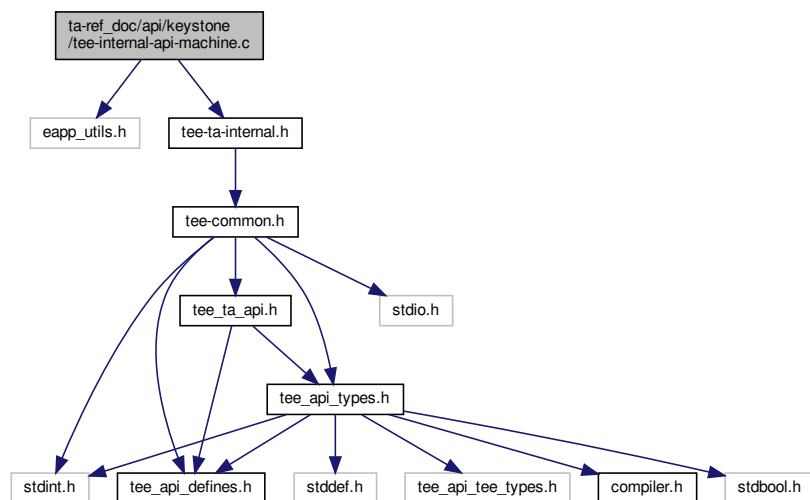 ta-ref_doc/api/keystone
/tee-internal-api-machine.c
eapp_utils.h
tee-ta-internal.h
tee-common.h
tee_ta_api.h
stdio.h
tee_api_types.h
stdint.h
tee_api_defines.h
stddef.h
tee_api_tee_types.h
compiler.h
stdbool.h